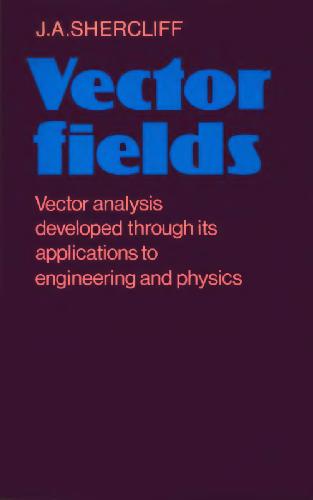 J.A.SHERCLIFF
Vector
fields
Vector analysis
developed through its
applications to
engineering and physics